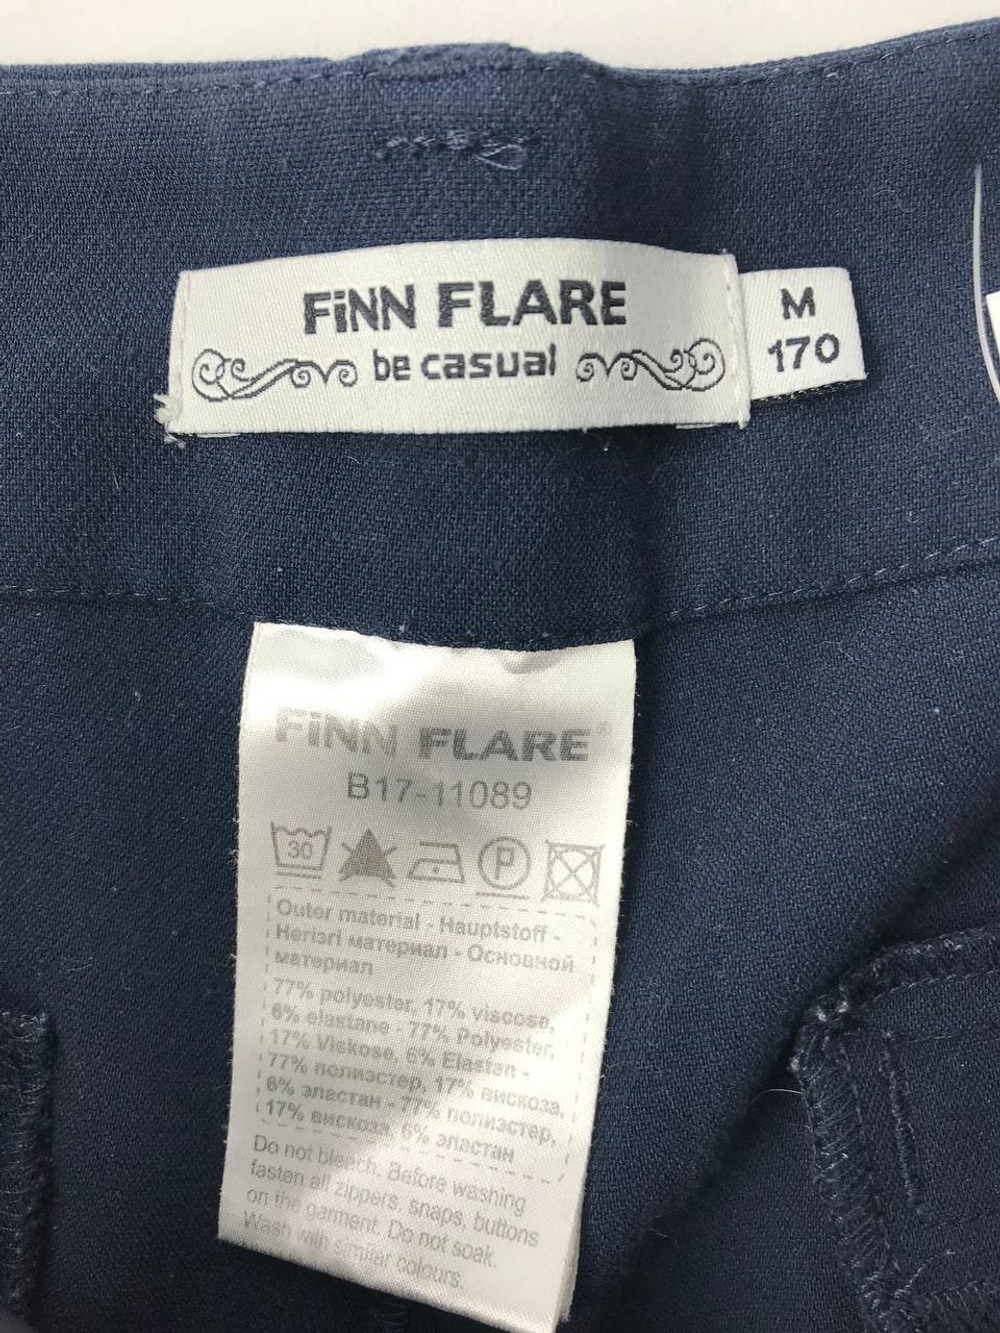 FiNN FLARE
be casual
M
170
FiNN FLARE®
B17-11089
30
P
Outer material - Hauptstoff -
Негізгі материал - Основной
материал
77% polyester, 17% viscose,
6% elastane - 77% Polyester,
17% Viskose, 6% Elastan -
77% полиэстер, 17% вискоза,
6% эластан - 77% полиэстер,
17% вискоза, 6% эластан
Do not bleach. Before washing
fasten all zippers, snaps, buttons
on the garment. Do not soak.
Wash with similar colours.